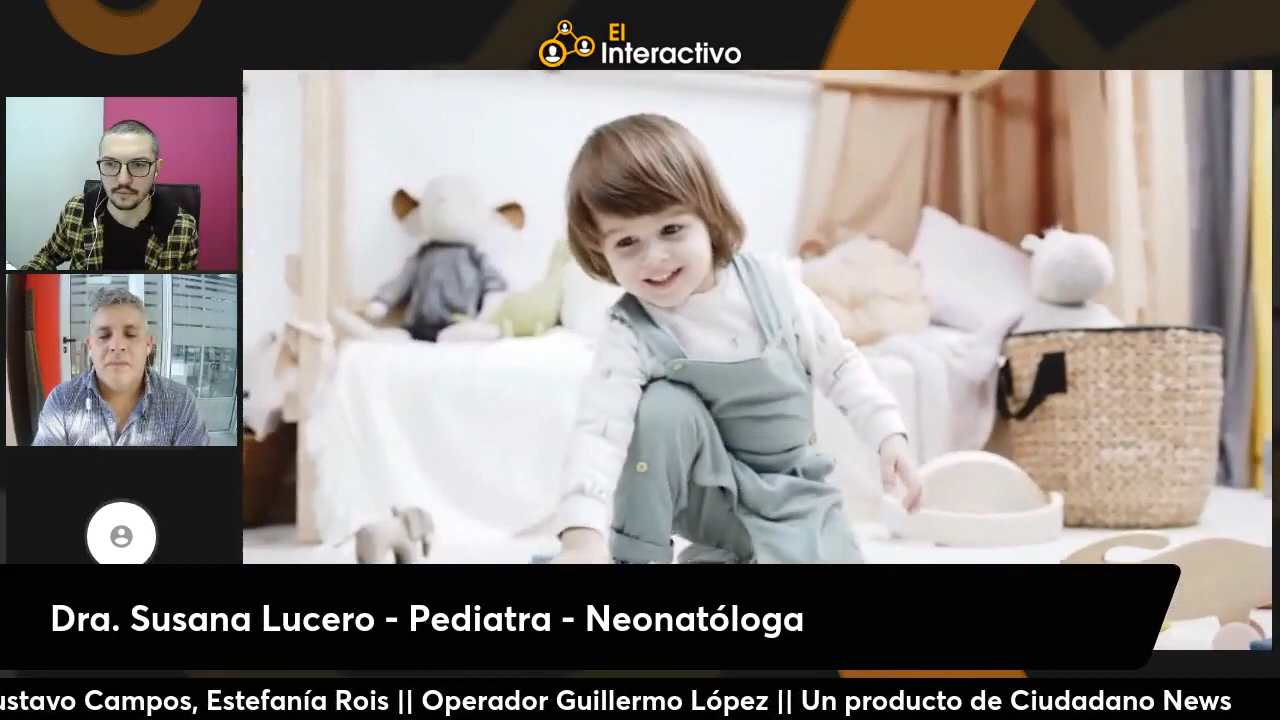 El
Interactivo
Dra. Susana Lucero - Pediatra - Neonatóloga
ustavo Campos, Estefanía Rois || Operador Guillermo López || Un producto de Ciudadano News